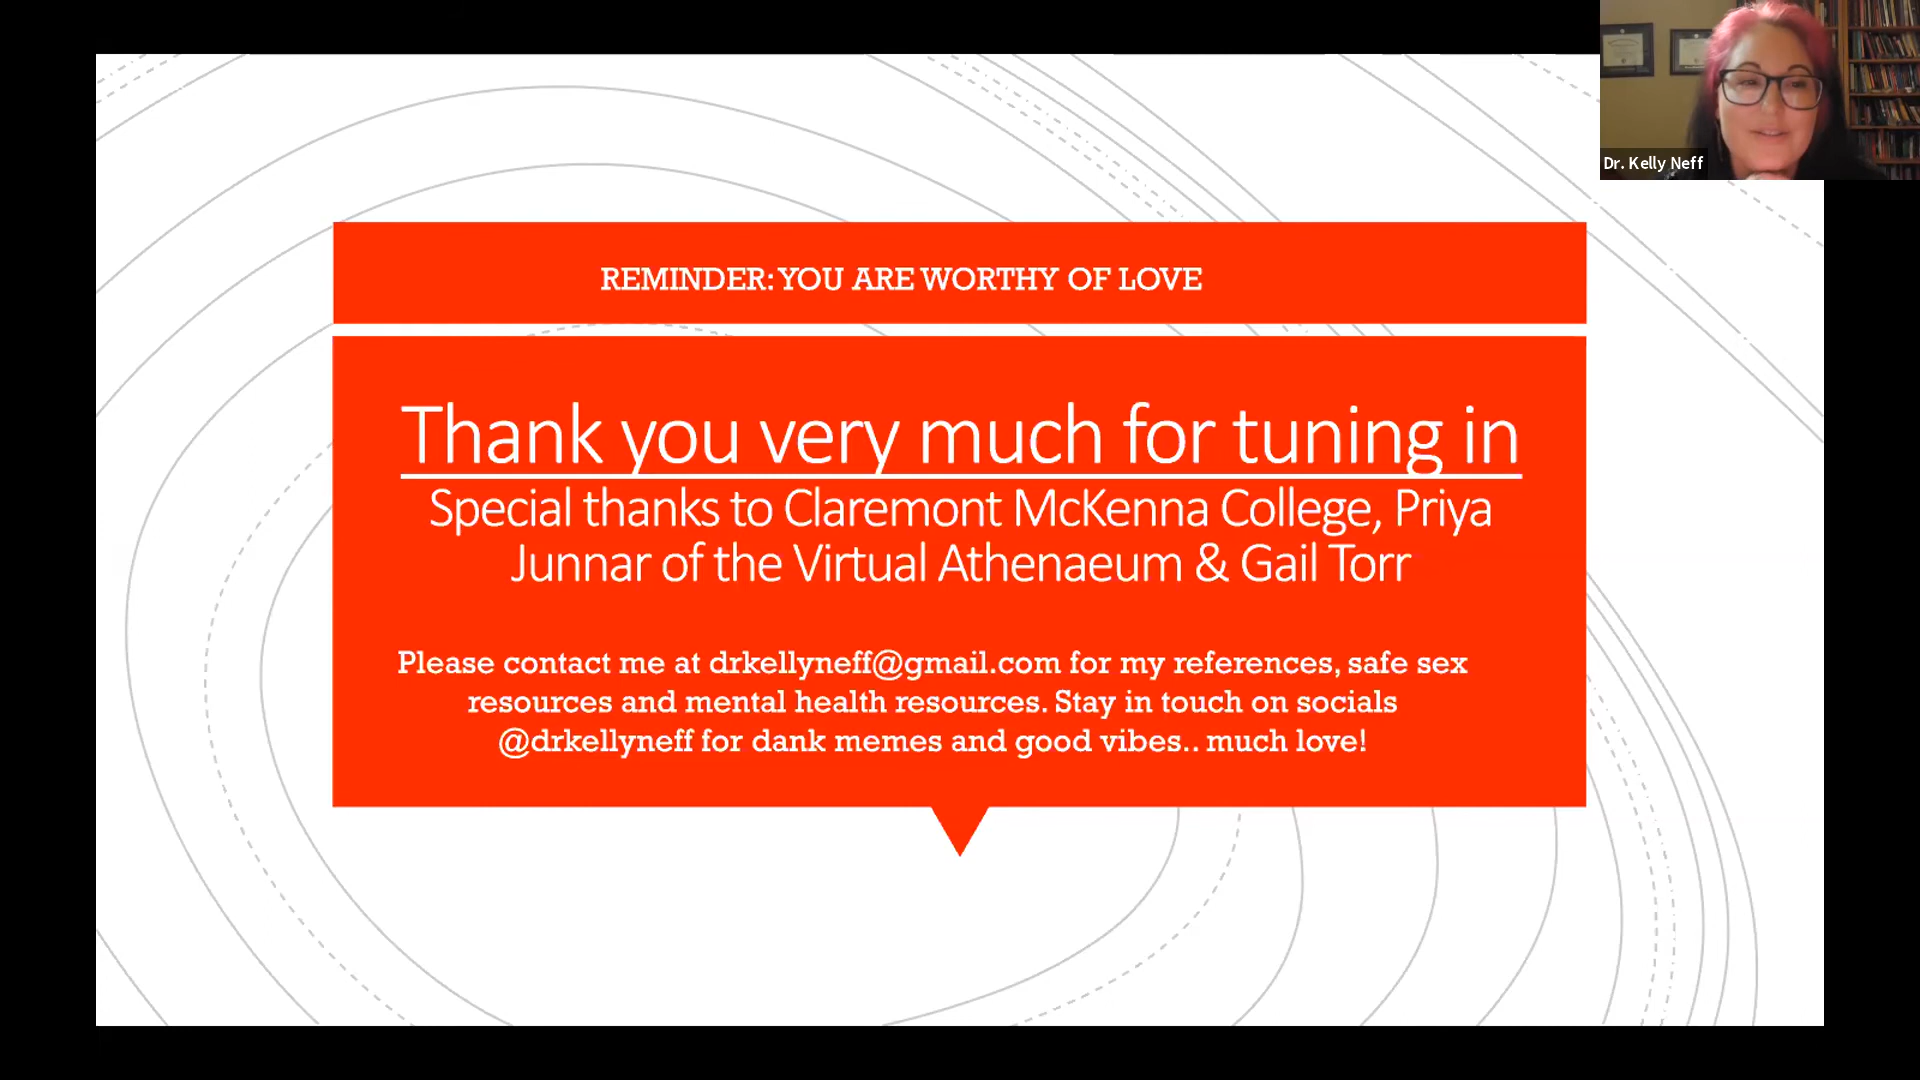 Dr. Kelly Neff
REMINDER: YOU ARE WORTHY OF LOVE
Thank you very much for tuning in
Special thanks to Claremont McKenna College, Priya
Junnar of the Virtual Athenaeum & Gail Torr
Please contact me at drkellyneff@gmail.com for my references, safe sex
resources and mental health resources. Stay in touch on socials
@drkellyneff for dank memes and good vibes.. much love!